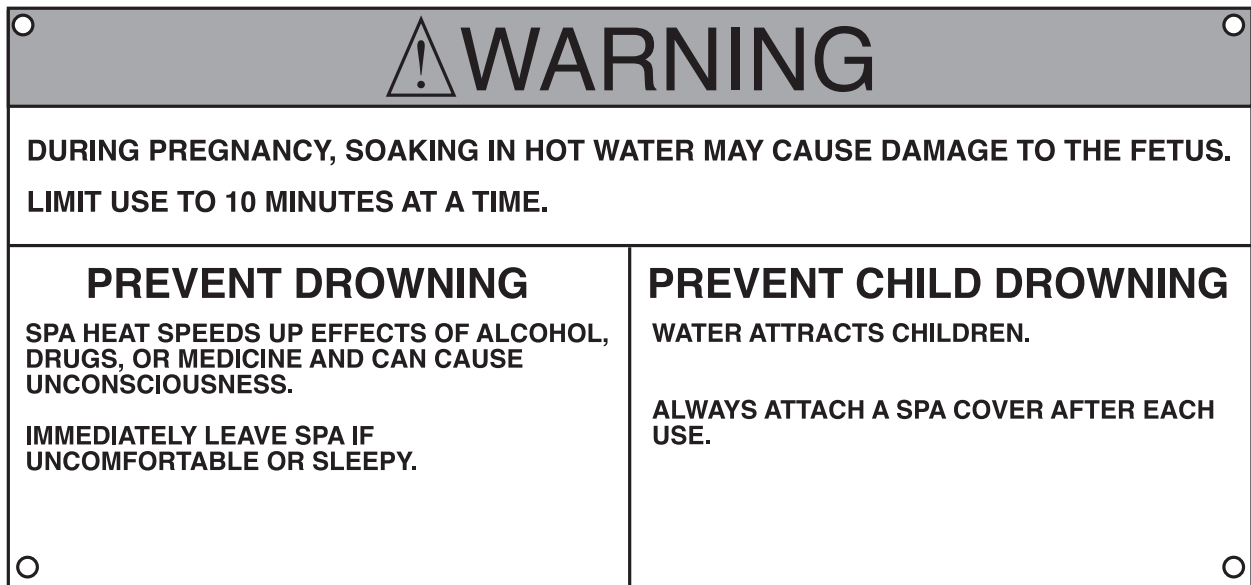 WARNING
DURING PREGNANCY, SOAKING IN HOT WATER MAY CAUSE DAMAGE TO THE FETUS.
LIMIT USE TO 10 MINUTES AT A TIME.
PREVENT DROWNING
SPA HEAT SPEEDS UP EFFECTS OF ALCOHOL,
DRUGS, OR MEDICINE AND CAN CAUSE
UNCONSCIOUSNESS.
IMMEDIATELY LEAVE SPA IF
UNCOMFORTABLE OR SLEEPY.
PREVENT CHILD DROWNING
WATER ATTRACTS CHILDREN.
ALWAYS ATTACH A SPA COVER AFTER EACH
USE.